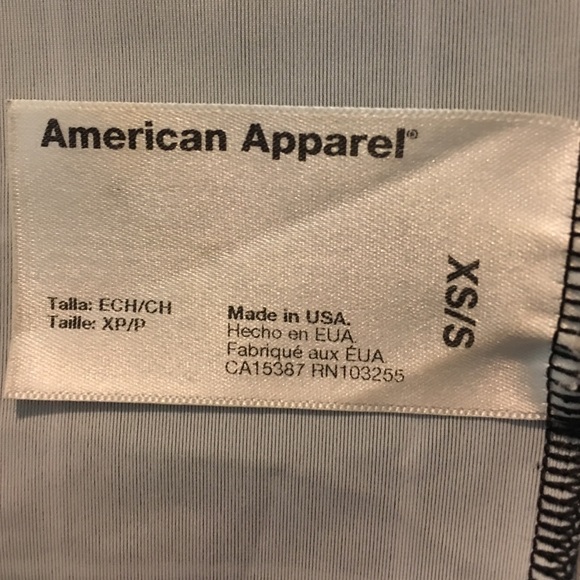 American Apparel®
Talla: ECH/CH
Taille: XP/P
Made in USA.
Hecho en EUA
Fabriqué aux ÉUA
CA15387 RN103255
XS/S